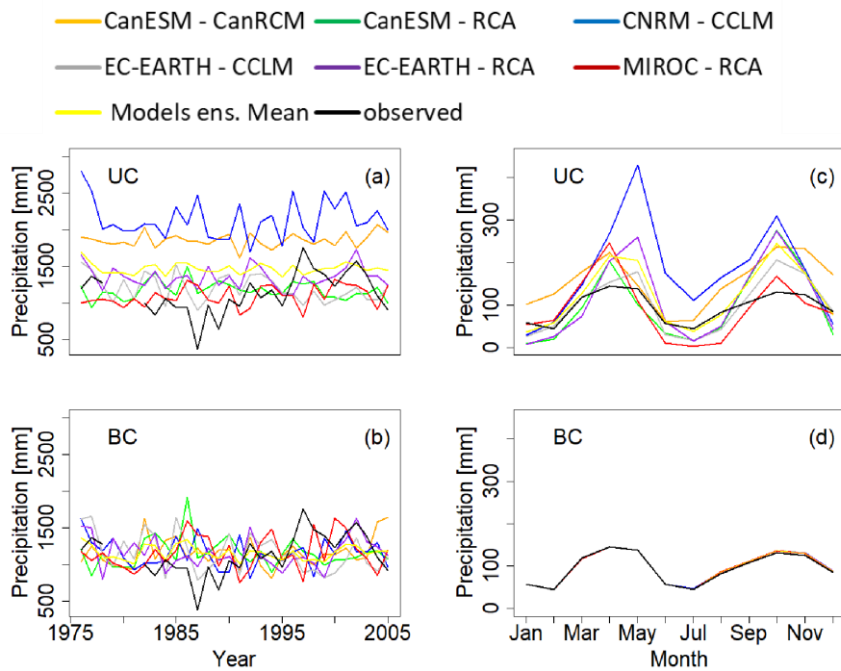 CanESM - CanRCM CanESM - RCA CNRM - CCLM
EC-EARTH - CCLM EC-EARTH - RCA MIROC - RCA
Models ens. Mean observed
Precipitation [mm]
500 1500 2500
UC (a)
Precipitation [mm]
0 100 300
UC (c)
Precipitation [mm]
500 1500 2500
BC (b)
1975 1985 1995 2005
Year
Precipitation [mm]
0 100 300
BC (d)
Jan Mar May Jul Sep Nov
Month